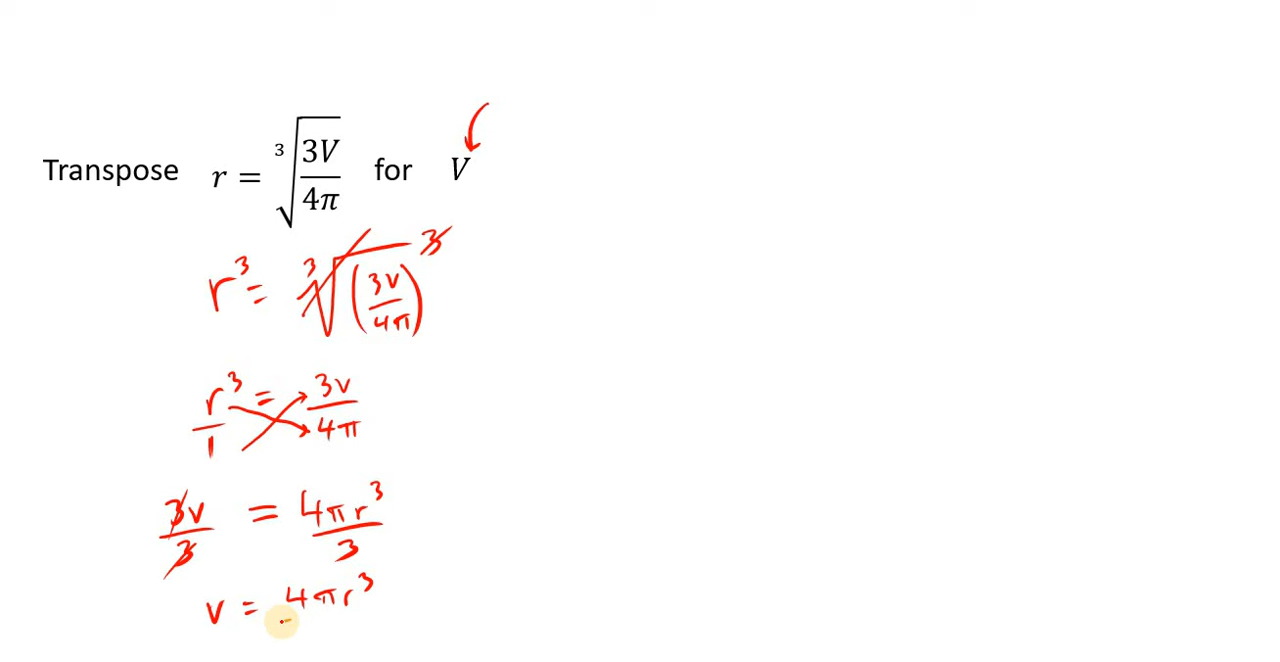 Transpose r = ∛(3V/4π) for V
r³ = ∛(3v/4π)³
r³/1 = 3v/4π
3v/3 = 4πr³/3
v = 4πr³